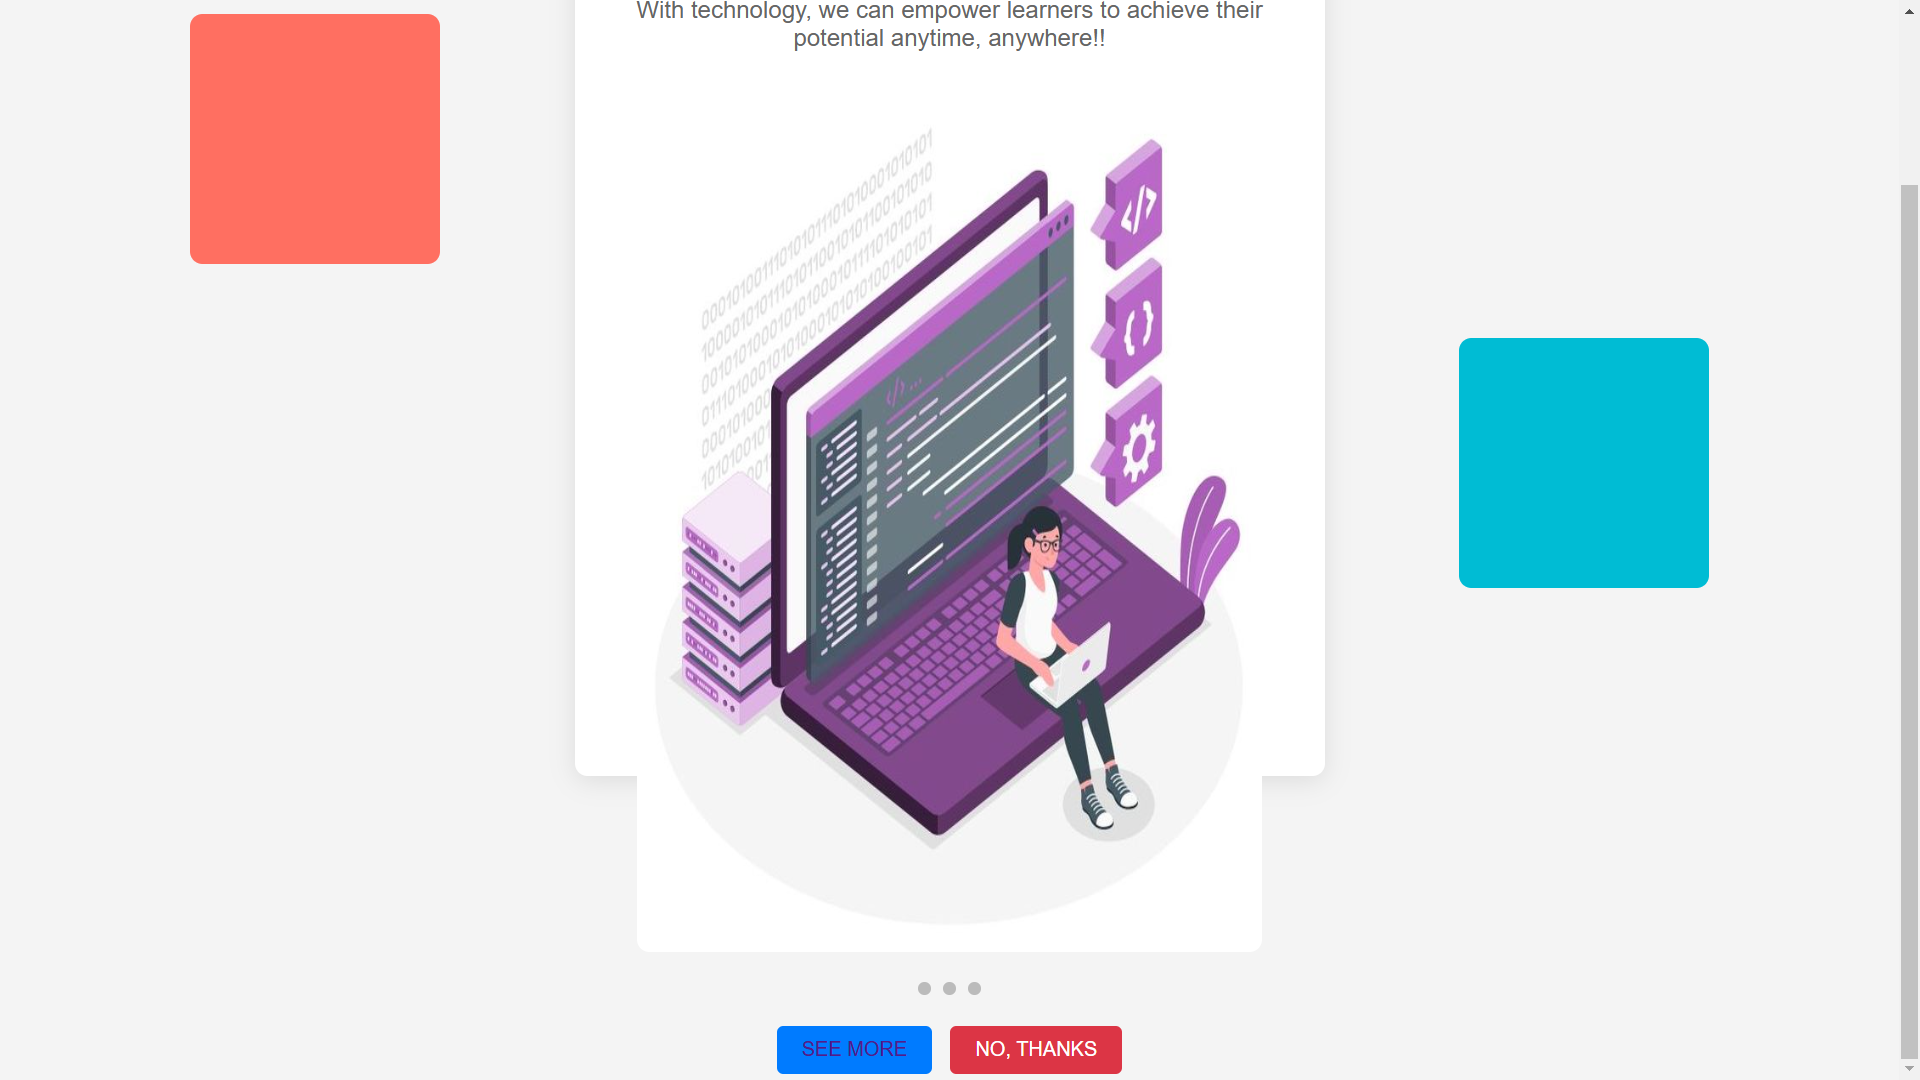 With technology, we can empower learners to achieve their
potential anytime, anywhere!!
SEE MORE
NO, THANKS